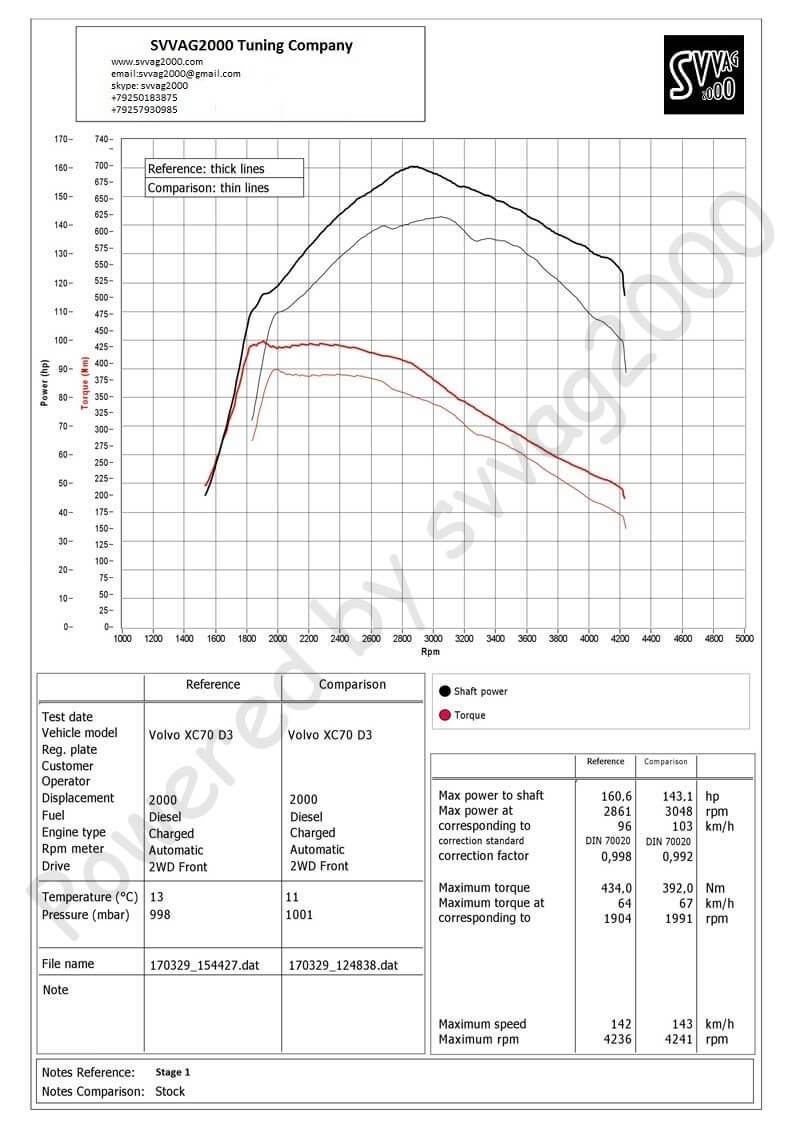 SVVAG2000 Tuning Company
www.svvag2000.com
email:svvag2000@gmail.com
skype: svvag2000
+79250183875
+79257930985
SVVAG
2000
Reference: thick lines
Comparison: thin lines
170 160 150 140 130 120 110 100 90 80 70 60 50 40 30 20 10 0
Power (hp)
740 700 675 650 625 600 575 550 525 500 475 450 425 400 375 350 325 300 275 250 225 200 175 150 125 100 75 50 25 0
Torque (Nm)
1000 1200 1400 1600 1800 2000 2200 2400 2600 2800 3000 3200 3400 3600 3800 4000 4200 4400 4600 4800 5000
Rpm
Powered by svvag2000
Reference Comparison
Test date
Vehicle model Volvo XC70 D3 Volvo XC70 D3
Reg. plate
Customer
Operator
Displacement 2000 2000
Fuel Diesel Diesel
Engine type Charged Charged
Rpm meter Automatic Automatic
Drive 2WD Front 2WD Front
Temperature (°C) 13 11
Pressure (mbar) 998 1001
File name 170329_154427.dat 170329_124838.dat
Note
Shaft power
Torque
Reference Comparison
Max power to shaft 160,6 143,1 hp
Max power at 2861 3048 rpm
corresponding to 96 103 km/h
correction standard DIN 70020 DIN 70020
correction factor 0,998 0,992
Maximum torque 434,0 392,0 Nm
Maximum torque at 64 67 km/h
corresponding to 1904 1991 rpm
Maximum speed 142 143 km/h
Maximum rpm 4236 4241 rpm
Notes Reference: Stage 1
Notes Comparison: Stock